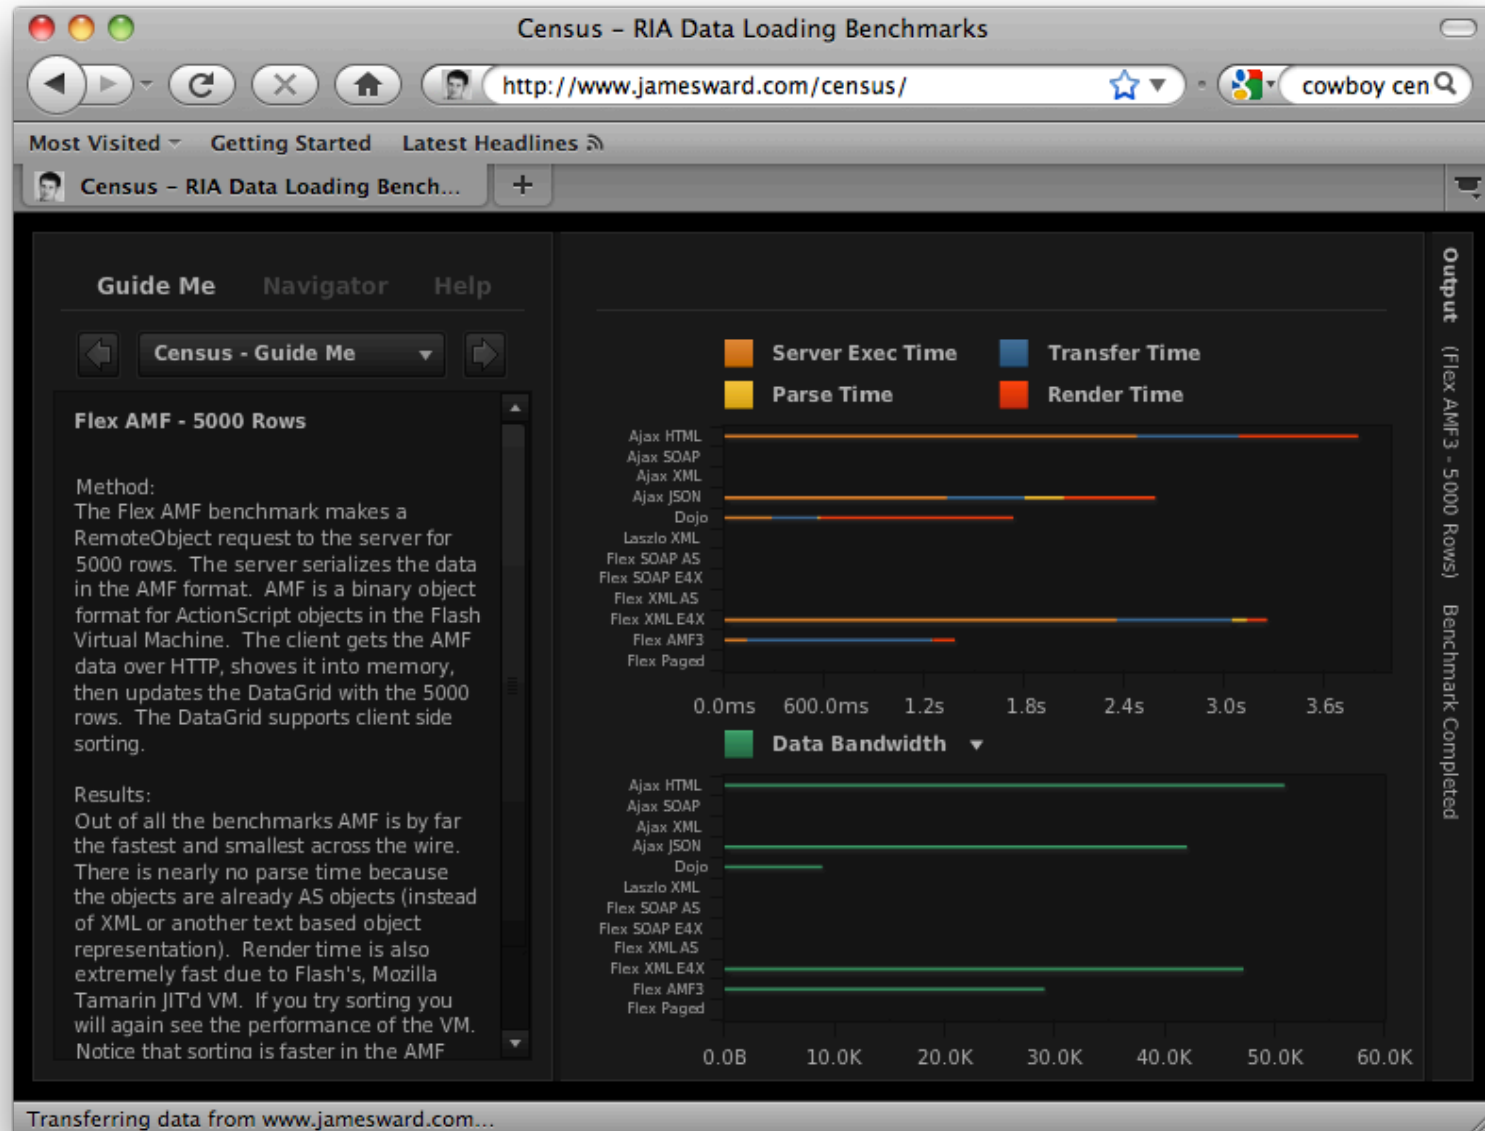 Census – RIA Data Loading Benchmarks
http://www.jamesward.com/census/
cowboy cen
Most Visited
Getting Started
Latest Headlines
Census – RIA Data Loading Bench...
Guide Me
Navigator
Help
Census - Guide Me
Flex AMF - 5000 Rows
Method:
The Flex AMF benchmark makes a
RemoteObject request to the server for
5000 rows.  The server serializes the data
in the AMF format.  AMF is a binary object
format for ActionScript objects in the Flash
Virtual Machine.  The client gets the AMF
data over HTTP, shoves it into memory,
then updates the DataGrid with the 5000
rows.  The DataGrid supports client side
sorting.
Results:
Out of all the benchmarks AMF is by far
the fastest and smallest across the wire.
There is nearly no parse time because
the objects are already AS objects (instead
of XML or another text based object
representation).  Render time is also
extremely fast due to Flash's, Mozilla
Tamarin JIT'd VM.  If you try sorting you
will again see the performance of the VM.
Notice that sorting is faster in the AMF
Server Exec Time
Transfer Time
Parse Time
Render Time
Ajax HTML
Ajax SOAP
Ajax XML
Ajax JSON
Dojo
Laszlo XML
Flex SOAP AS
Flex SOAP E4X
Flex XML AS
Flex XML E4X
Flex AMF3
Flex Paged
0.0ms 600.0ms 1.2s 1.8s 2.4s 3.0s 3.6s
Data Bandwidth
Ajax HTML
Ajax SOAP
Ajax XML
Ajax JSON
Dojo
Laszlo XML
Flex SOAP AS
Flex SOAP E4X
Flex XML AS
Flex XML E4X
Flex AMF3
Flex Paged
0.0B 10.0K 20.0K 30.0K 40.0K 50.0K 60.0K
Output (Flex AMF3 - 5000 Rows) Benchmark Completed
Transferring data from www.jamesward.com...